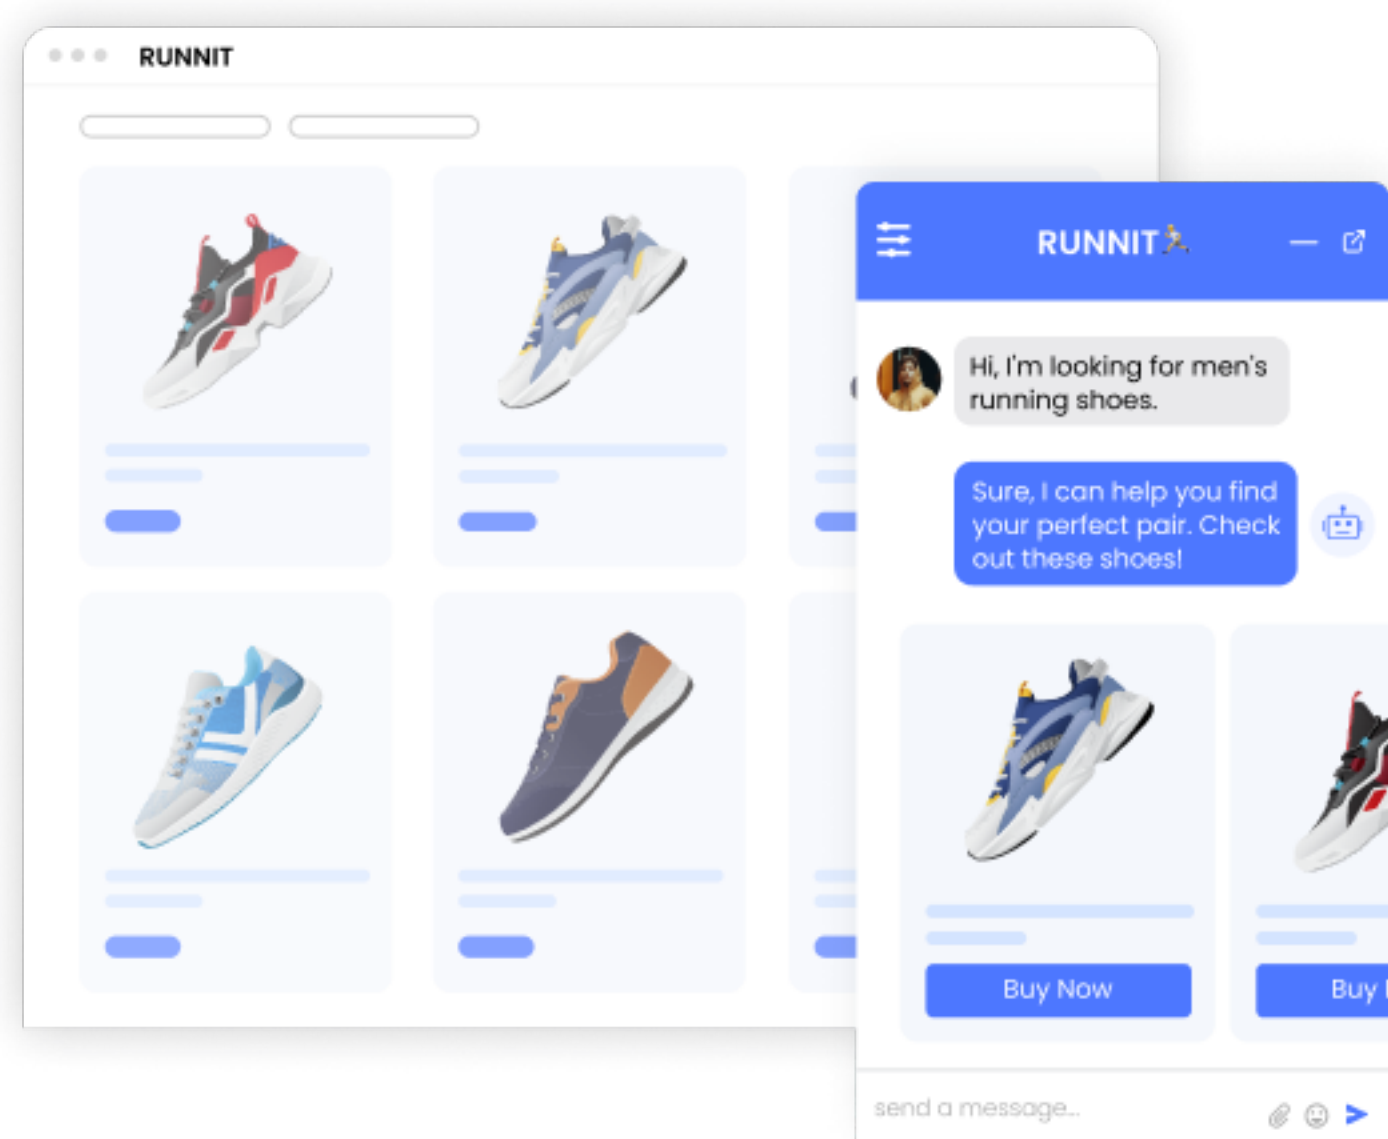 RUNNIT
RUNNIT
Hi, I'm looking for men's
running shoes.
Sure, I can help you find
your perfect pair. Check
out these shoes!
Buy Now
Buy
send a message...